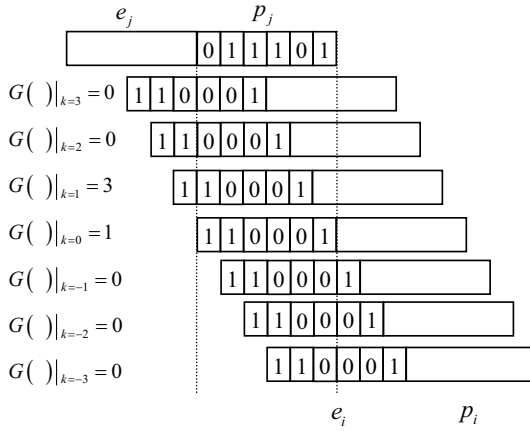 e_j p_j
0 1 1 1 0 1
G( )|_{k=3} = 0 1 1 0 0 0 1
G( )|_{k=2} = 0 1 1 0 0 0 1
G( )|_{k=1} = 3 1 1 0 0 0 1
G( )|_{k=0} = 1 1 1 0 0 0 1
G( )|_{k=-1} = 0 1 1 0 0 0 1
G( )|_{k=-2} = 0 1 1 0 0 0 1
G( )|_{k=-3} = 0 1 1 0 0 0 1
e_i p_i